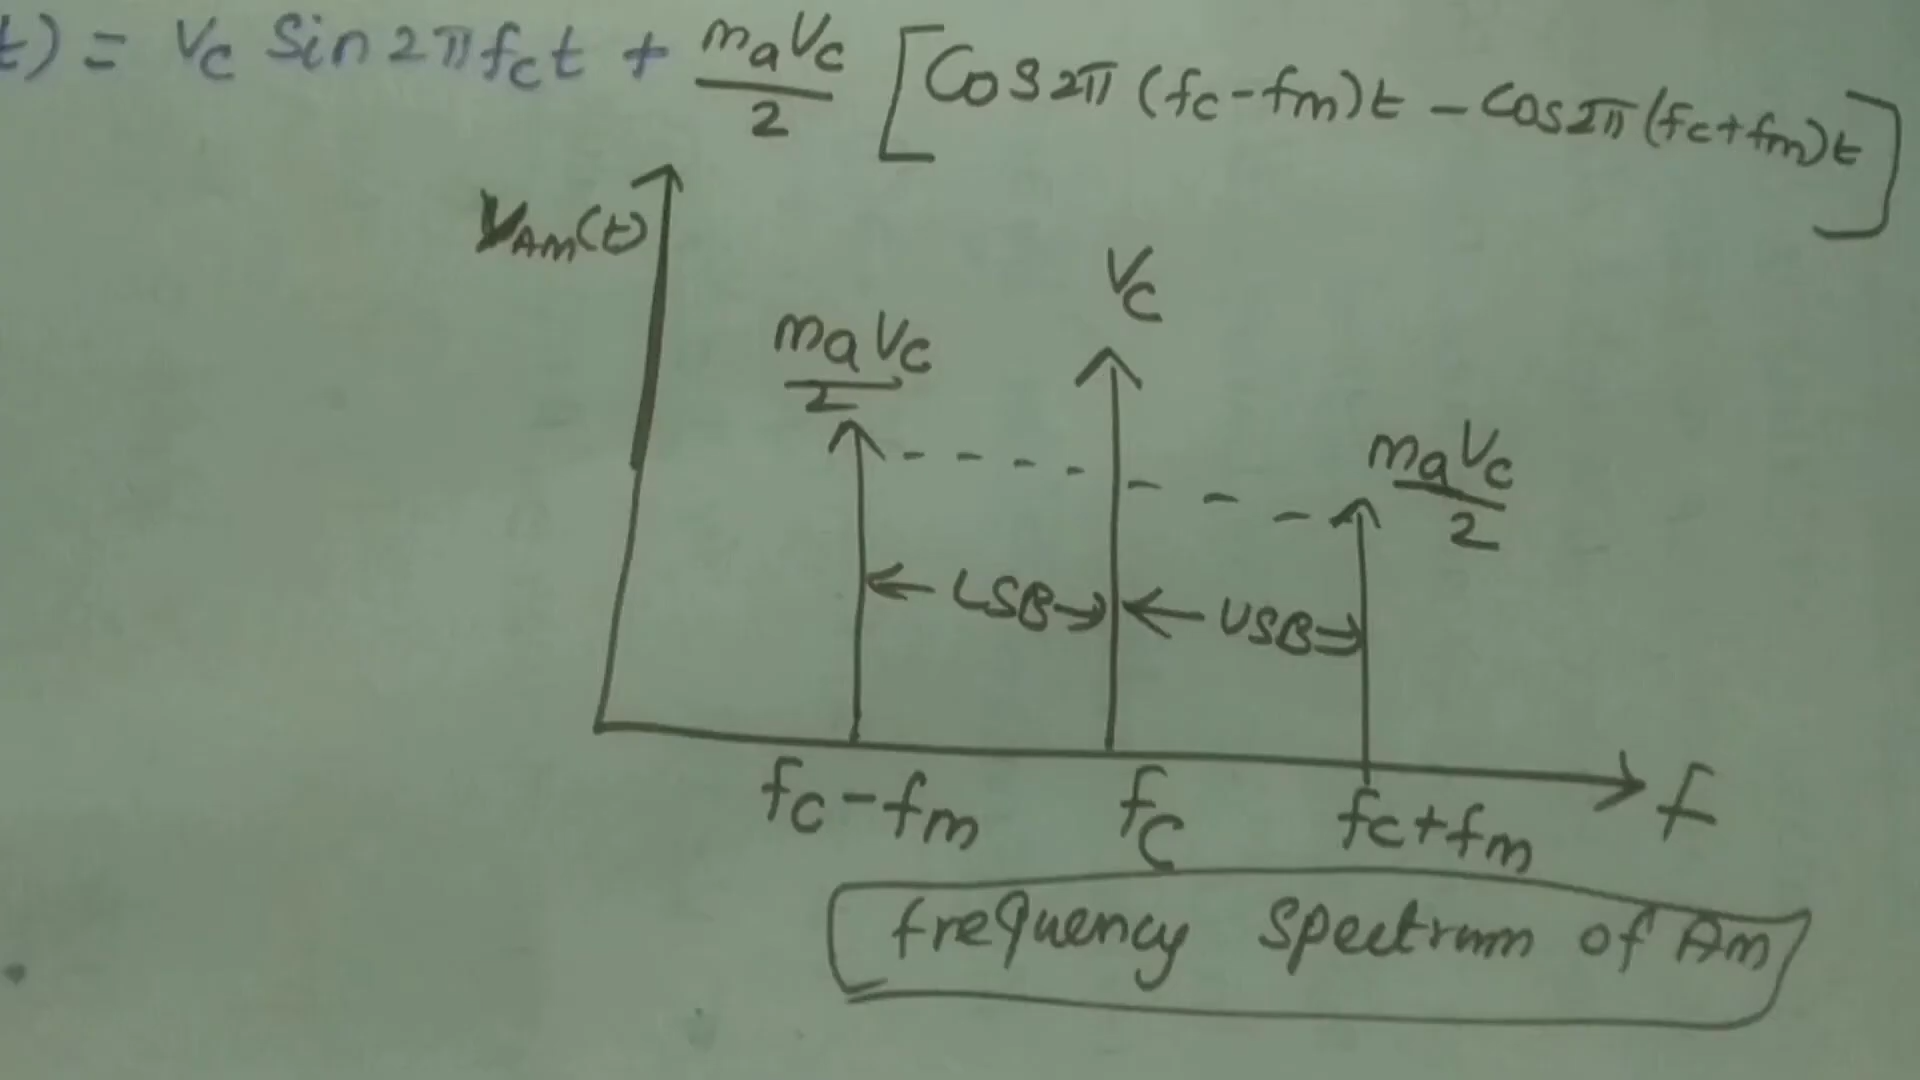 t) = Vc Sin 2πfct + maVc/2 [Cos 2π (fc-fm)t - Cos 2π (fc+fm)t]
VAM(t)
Vc
maVc/2
maVc/2
LSB
USB
fc-fm
fc
fc+fm
f
frequency spectrum of Am